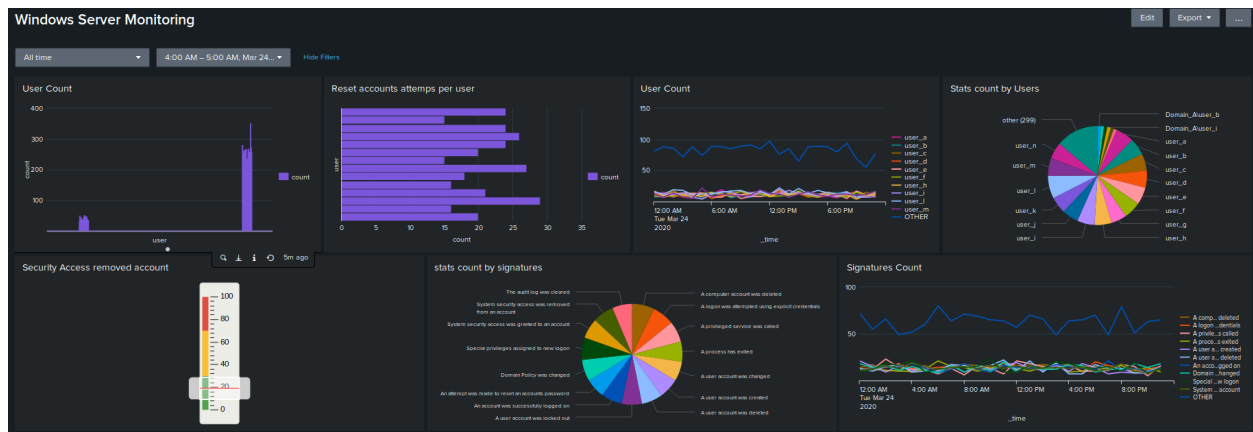 Windows Server Monitoring
Edit
Export
...
All time
4:00 AM – 5:00 AM, Mar 24...
Hide Filters
User Count
400
300
200
100
count
user
count
5m ago
Reset accounts attemps per user
user
0 5 10 15 20 25 30 35
count
count
User Count
150
100
50
12:00 AM
Tue Mar 24
2020
6:00 AM
12:00 PM
6:00 PM
_time
user_a
user_b
user_c
user_d
user_e
user_f
user_h
user_i
user_l
user_m
OTHER
Stats count by Users
other (299)
user_n
user_m
user_l
user_k
user_j
user_i
Domain_A\user_b
Domain_A\user_i
user_a
user_b
user_c
user_d
user_e
user_f
user_g
user_h
Security Access removed account
100
80
60
40
20
0
stats count by signatures
The audit log was cleared
System security access was removed
from an account
System security access was granted to an account
Special privileges assigned to new logon
Domain Policy was changed
An attempt was made to reset an accounts password
An account was successfully logged on
A user account was locked out
A computer account was deleted
A logon was attempted using explicit credentials
A privileged service was called
A process has exited
A user account was changed
A user account was created
A user account was deleted
Signatures Count
100
50
12:00 AM
Tue Mar 24
2020
4:00 AM
8:00 AM
12:00 PM
4:00 PM
8:00 PM
_time
A comp... deleted
A logon ...dentials
A privile...s called
A proce...s exited
A user a... created
A user a... deleted
An acco...gged on
Domain ...hanged
Special ...w logon
System ... account
OTHER